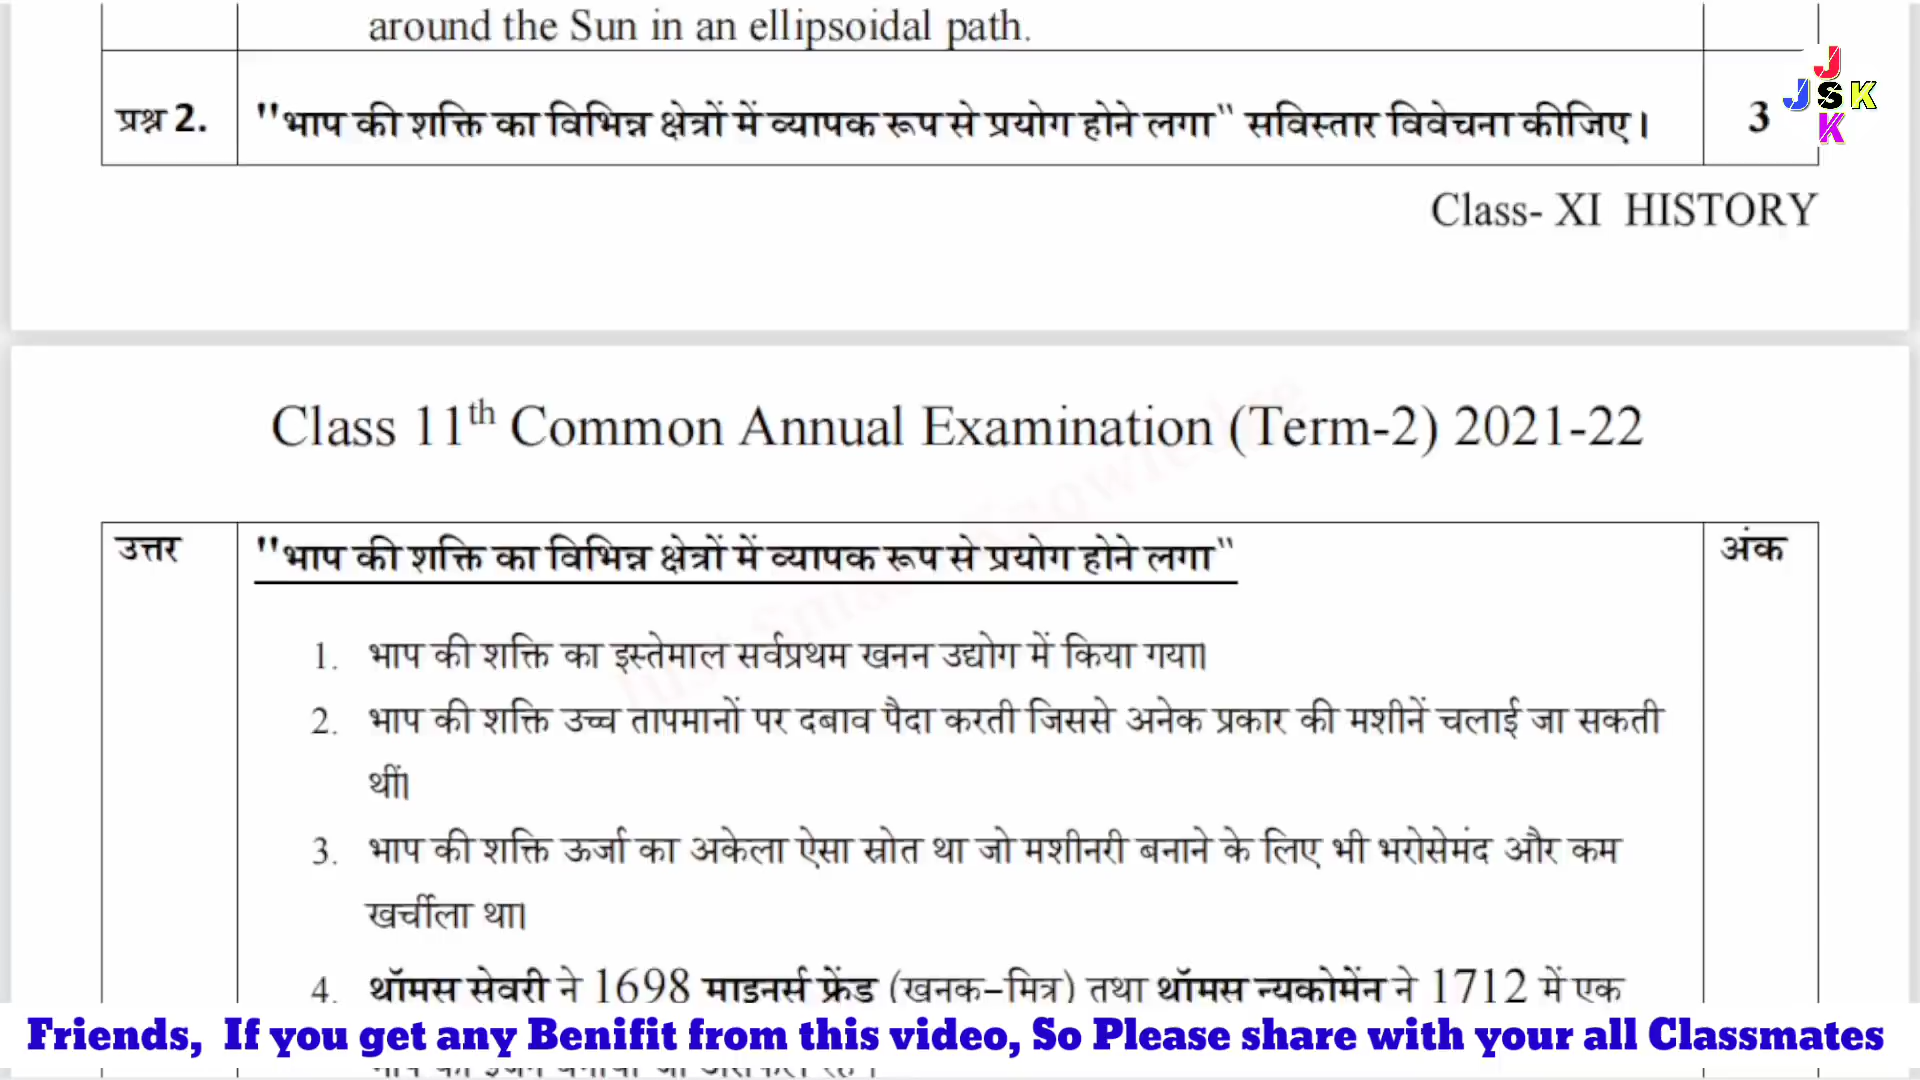 around the Sun in an ellipsoidal path.
प्रश्न 2. "भाप की शक्ति का विभिन्न क्षेत्रों में व्यापक रूप से प्रयोग होने लगा" सविस्तार विवेचना कीजिए। 3
J
J S K
K
Class- XI HISTORY
Class 11th Common Annual Examination (Term-2) 2021-22
उत्तर "भाप की शक्ति का विभिन्न क्षेत्रों में व्यापक रूप से प्रयोग होने लगा" अंक
1. भाप की शक्ति का इस्तेमाल सर्वप्रथम खनन उद्योग में किया गया।
2. भाप की शक्ति उच्च तापमानों पर दबाव पैदा करती जिससे अनेक प्रकार की मशीनें चलाई जा सकती
थीं।
3. भाप की शक्ति ऊर्जा का अकेला ऐसा स्रोत था जो मशीनरी बनाने के लिए भी भरोसेमंद और कम
खर्चीला था।
4. थॉमस सेवरी ने 1698 माइनर्स फ्रेंड (खनक-मित्र) तथा थॉमस न्यकोमेंन ने 1712 में एक
Friends, If you get any Benifit from this video, So Please share with your all Classmates